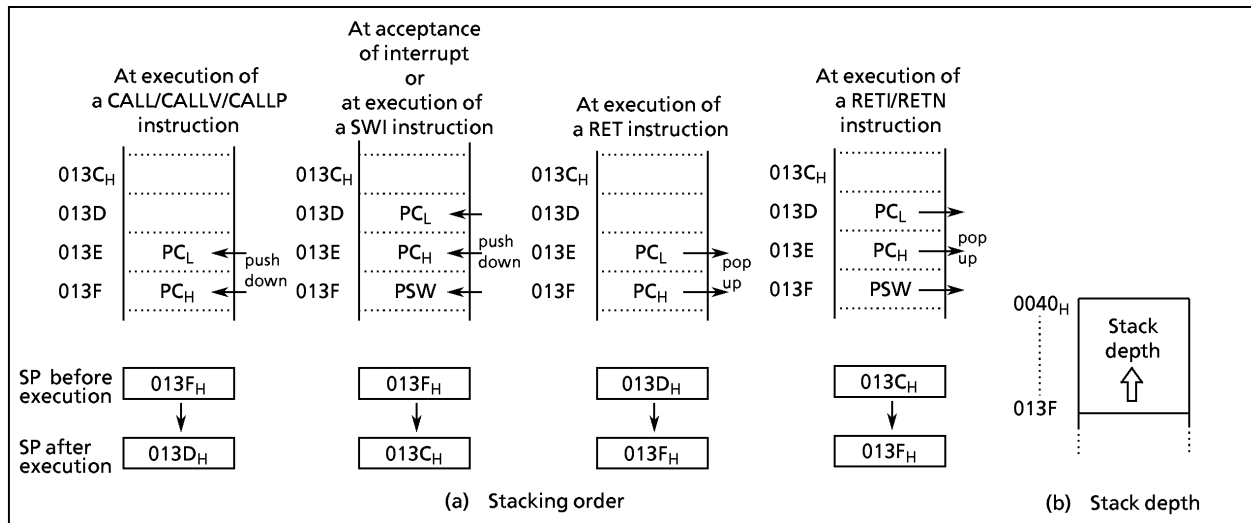 At execution of
a CALL/CALLV/CALLP
instruction
013CH
013D
013E PCL
013F PCH
push
down
SP before
execution
013FH
SP after
execution
013DH
At acceptance
of interrupt
or
at execution of
a SWI instruction
013CH
013D PCL
013E PCH
013F PSW
push
down
013FH
013CH
At execution of
a RET instruction
013CH
013D
013E PCL
013F PCH
pop
up
013DH
013FH
At execution of
a RETI/RETN
instruction
013CH
013D PCL
013E PCH
013F PSW
pop
up
013CH
013FH
(a) Stacking order
0040H
013F
Stack
depth
(b) Stack depth